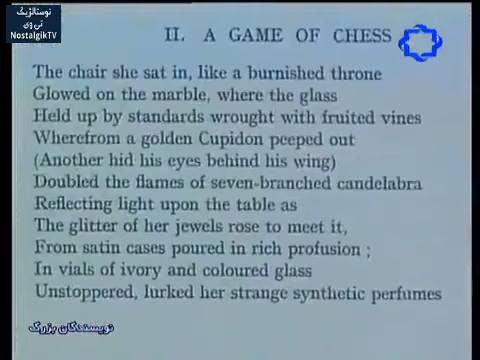 نوستالژیک
تی وی
NostalgikTV
II. A GAME OF CHESS
The chair she sat in, like a burnished throne
Glowed on the marble, where the glass
Held up by standards wrought with fruited vines
Wherefrom a golden Cupidon peeped out
(Another hid his eyes behind his wing)
Doubled the flames of seven-branched candelabra
Reflecting light upon the table as
The glitter of her jewels rose to meet it,
From satin cases poured in rich profusion ;
In vials of ivory and coloured glass
Unstoppered, lurked her strange synthetic perfumes
نویسندگان بزرگ